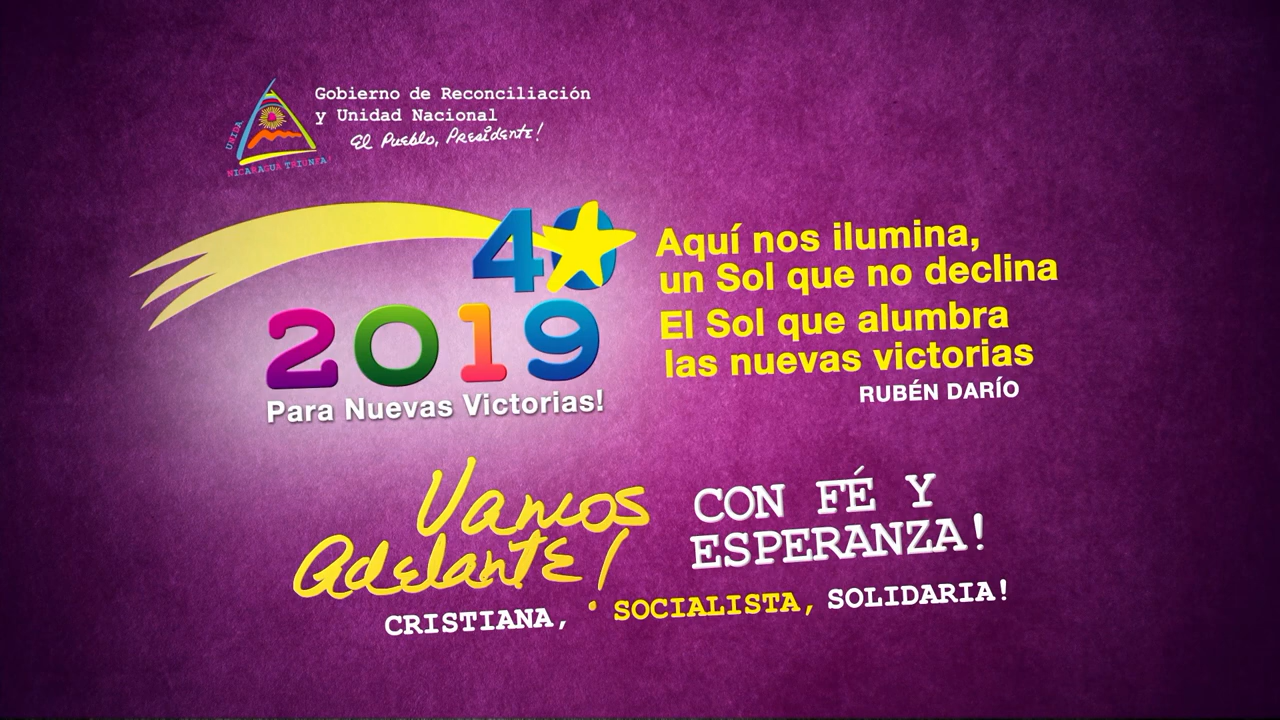 Gobierno de Reconciliación
y Unidad Nacional
El Pueblo, Presidente!
UNIDA
NICARAGUA TRIUNFA
40
2019
Para Nuevas Victorias!
Aquí nos ilumina,
un Sol que no declina
El Sol que alumbra
las nuevas victorias
RUBÉN DARÍO
Vamos
Adelante!
CON FÉ Y
ESPERANZA!
CRISTIANA, SOCIALISTA, SOLIDARIA!